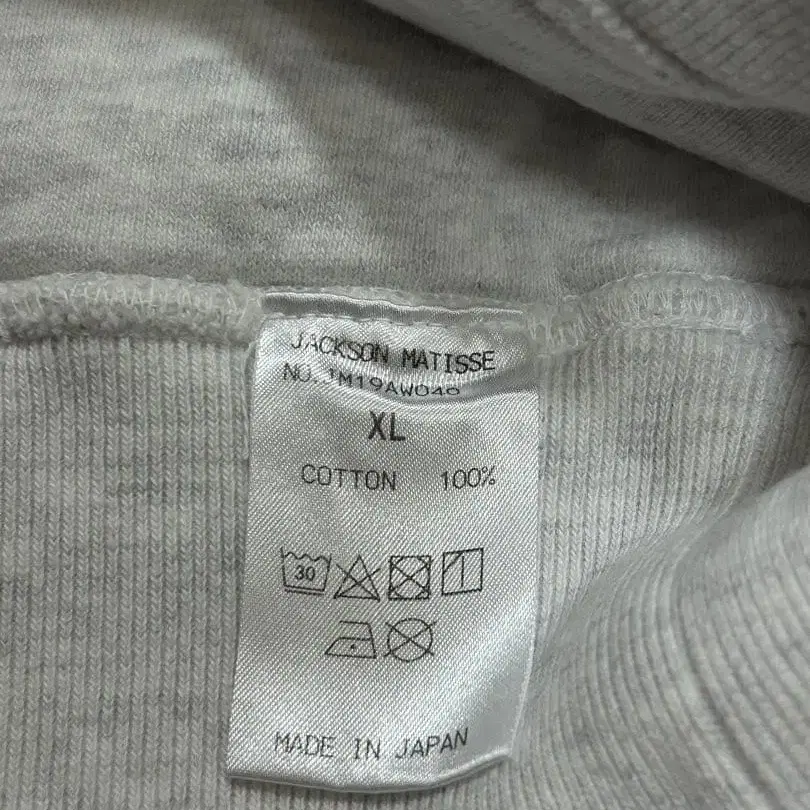 JACKSON MATISSE
NO.JM19AW048
XL
COTTON 100%
30
MADE IN JAPAN